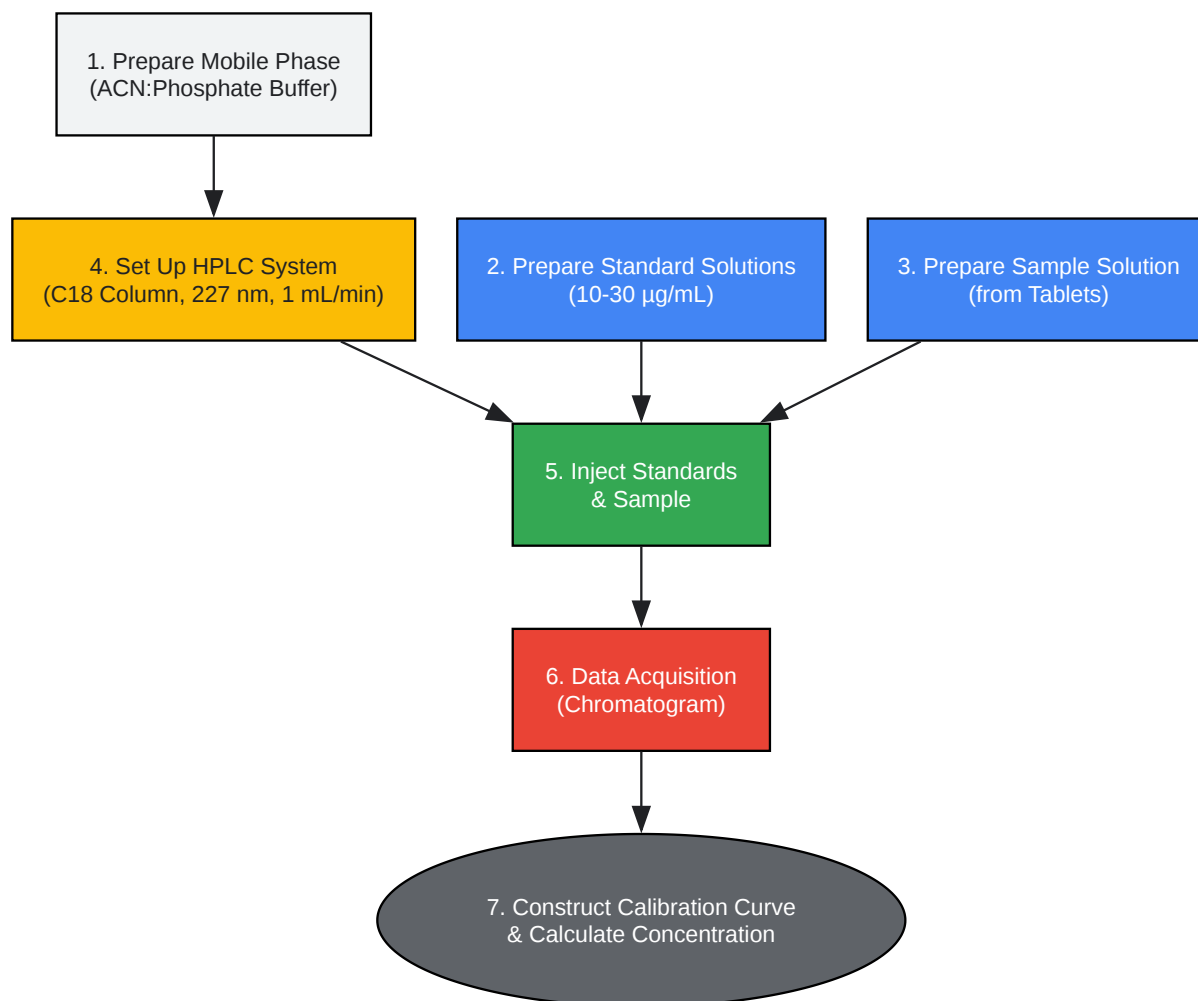 1. Prepare Mobile Phase
(ACN:Phosphate Buffer)
4. Set Up HPLC System
(C18 Column, 227 nm, 1 mL/min)
2. Prepare Standard Solutions
(10-30 µg/mL)
3. Prepare Sample Solution
(from Tablets)
5. Inject Standards
& Sample
6. Data Acquisition
(Chromatogram)
7. Construct Calibration Curve
& Calculate Concentration